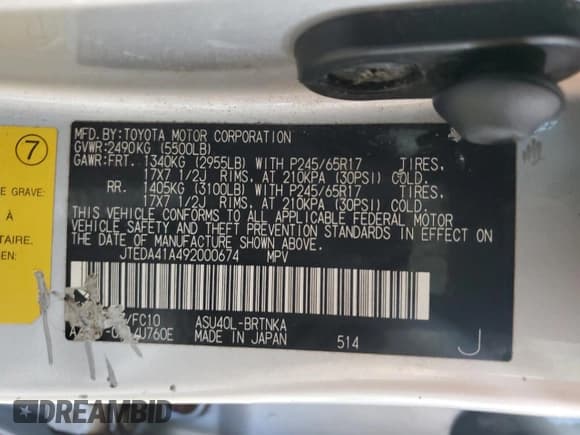 MFD.BY:TOYOTA MOTOR CORPORATION
GVWR:2490KG (5500LB)
GAWR:FRT. 1340KG (2955LB) WITH P245/65R17 TIRES,
17X7 1/2J RIMS, AT 210KPA (30PSI) COLD.
RR. 1405KG (3100LB) WITH P245/65R17 TIRES,
17X7 1/2J RIMS, AT 210KPA (30PSI) COLD.
THIS VEHICLE CONFORMS TO ALL APPLICABLE FEDERAL MOTOR
VEHICLE SAFETY AND THEFT PREVENTION STANDARDS IN EFFECT ON
THE DATE OF MANUFACTURE SHOWN ABOVE.
JTEDA41A492000674 MPV
/FC10 ASU40L-BRTNKA
/U760E MADE IN JAPAN 514 J
7
E GRAVE:
À
TAIRE.
DREAMBID